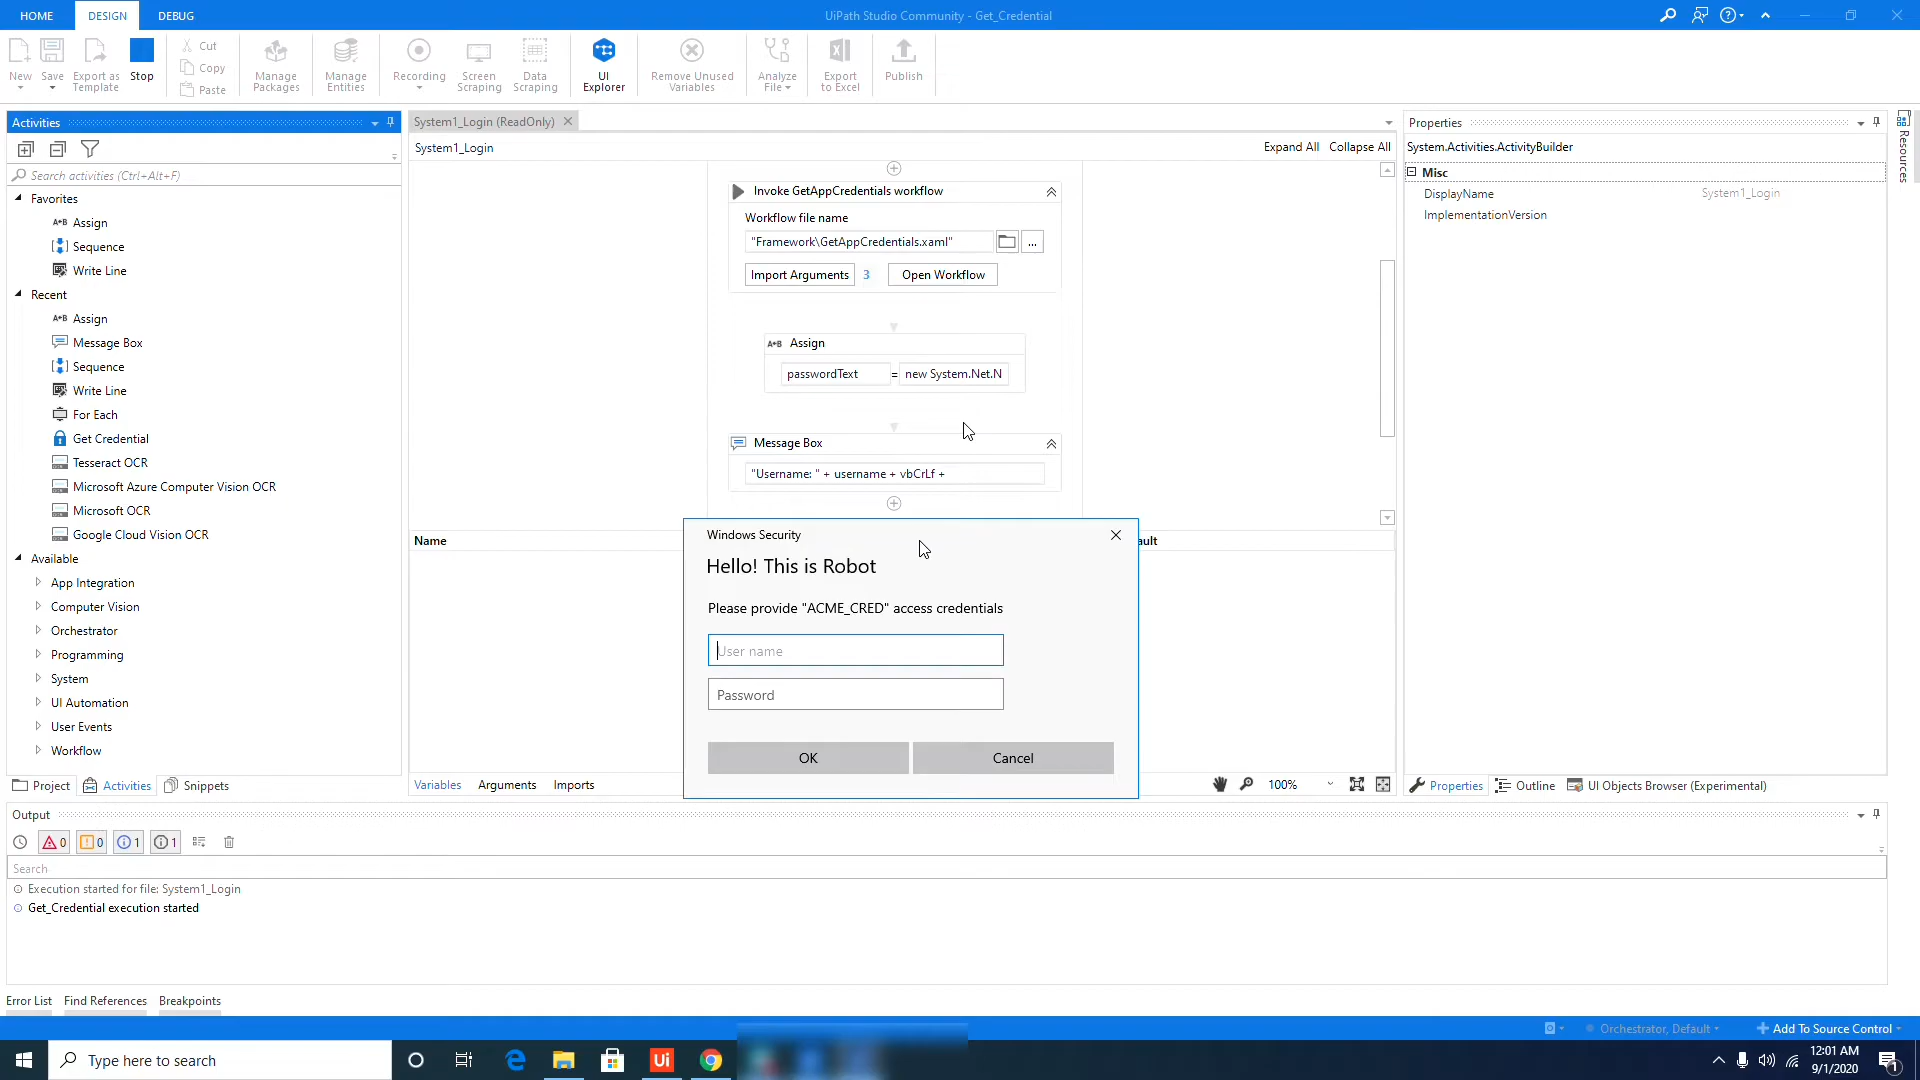 HOME DESIGN DEBUG UiPath Studio Community - Get_Credential
New Save Export as Template Stop Cut Copy Paste Manage Packages Manage Entities Recording Screen Scraping Data Scraping UI Explorer Remove Unused Variables Analyze File Export to Excel Publish
Activities
Search activities (Ctrl+Alt+F)
Favorites
A+B Assign
Sequence
Write Line
Recent
A+B Assign
Message Box
Sequence
Write Line
For Each
Get Credential
Tesseract OCR
Microsoft Azure Computer Vision OCR
Microsoft OCR
Google Cloud Vision OCR
Available
App Integration
Computer Vision
Orchestrator
Programming
System
UI Automation
User Events
Workflow
Project Activities Snippets
System1_Login (ReadOnly)
System1_Login Expand All Collapse All
Invoke GetAppCredentials workflow
Workflow file name
"Framework\GetAppCredentials.xaml" ...
Import Arguments 3 Open Workflow
A+B Assign
passwordText = new System.Net.N
Message Box
"Username: " + username + vbCrLf +
Name ault
Windows Security
Hello! This is Robot
Please provide "ACME_CRED" access credentials
User name
Password
OK Cancel
Variables Arguments Imports 100%
Properties
System.Activities.ActivityBuilder
Misc
DisplayName System1_Login
ImplementationVersion
Resources
Properties Outline UI Objects Browser (Experimental)
Output
0 0 1 1
Search
Execution started for file: System1_Login
Get_Credential execution started
Error List Find References Breakpoints
Orchestrator, Default Add To Source Control
Type here to search Ui 12:01 AM
9/1/2020 1